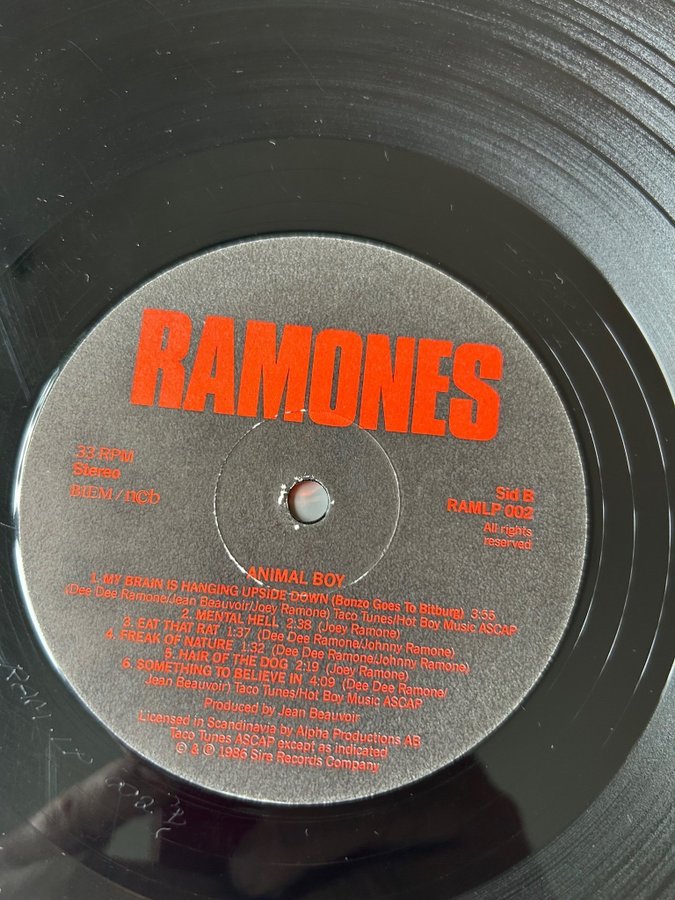 RAMONES
33 RPM
Stereo
BIEM / ncb
Sid B
RAMLP 002
All rights
reserved
ANIMAL BOY
1. MY BRAIN IS HANGING UPSIDE DOWN (Bonzo Goes To Bitburg) 3:55
(Dee Dee Ramone/Jean Beauvoir/Joey Ramone) Taco Tunes/Hot Boy Music ASCAP
2. MENTAL HELL 2:38 (Joey Ramone)
3. EAT THAT RAT 1:37 (Dee Dee Ramone/Johnny Ramone)
4. FREAK OF NATURE 1:32 (Dee Dee Ramone/Johnny Ramone)
5. HAIR OF THE DOG 2:19 (Joey Ramone)
6. SOMETHING TO BELIEVE IN 4:09 (Dee Dee Ramone/
Jean Beauvoir) Taco Tunes/Hot Boy Music ASCAP
Produced by Jean Beauvoir
Licensed in Scandinavia by Alpha Productions AB
Taco Tunes ASCAP except as indicated
℗ & © 1986 Sire Records Company